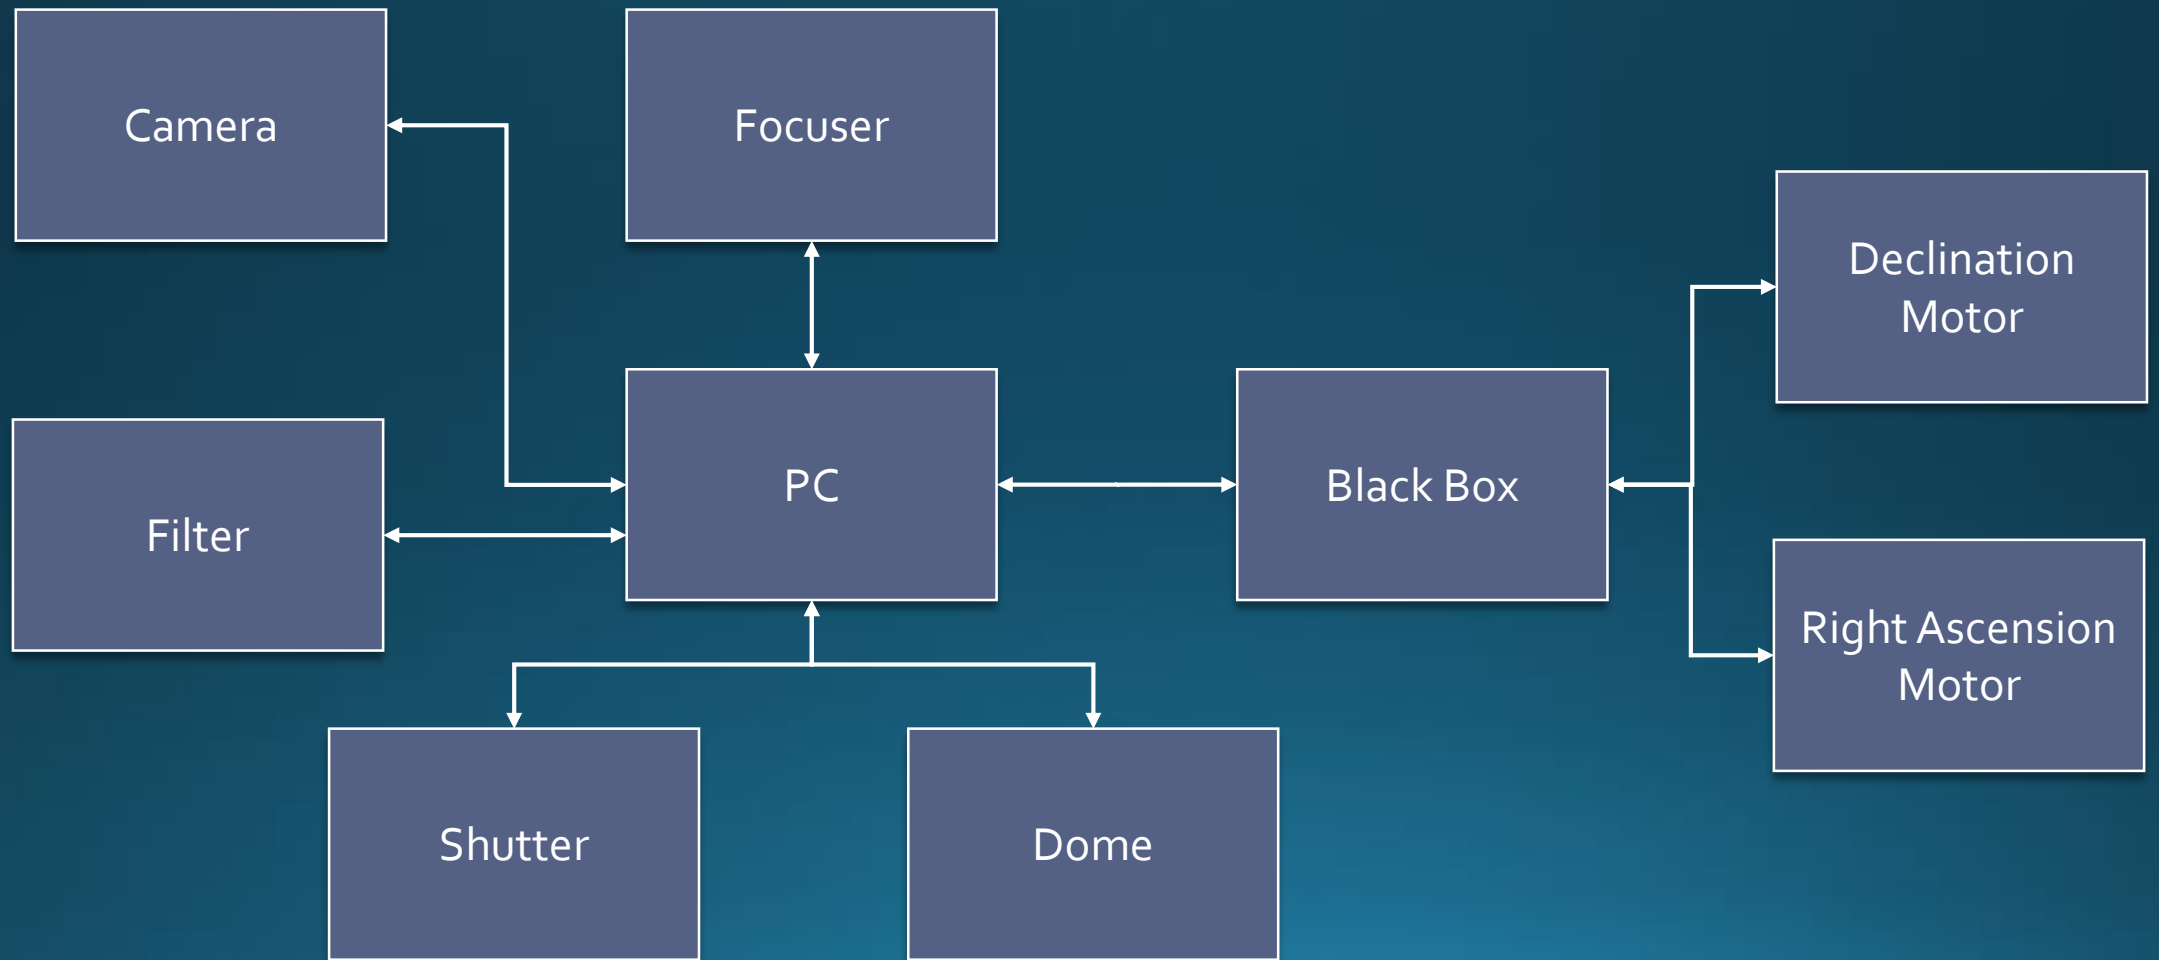 Camera
Focuser
Declination
Motor
Filter
PC
Black Box
Right Ascension
Motor
Shutter
Dome